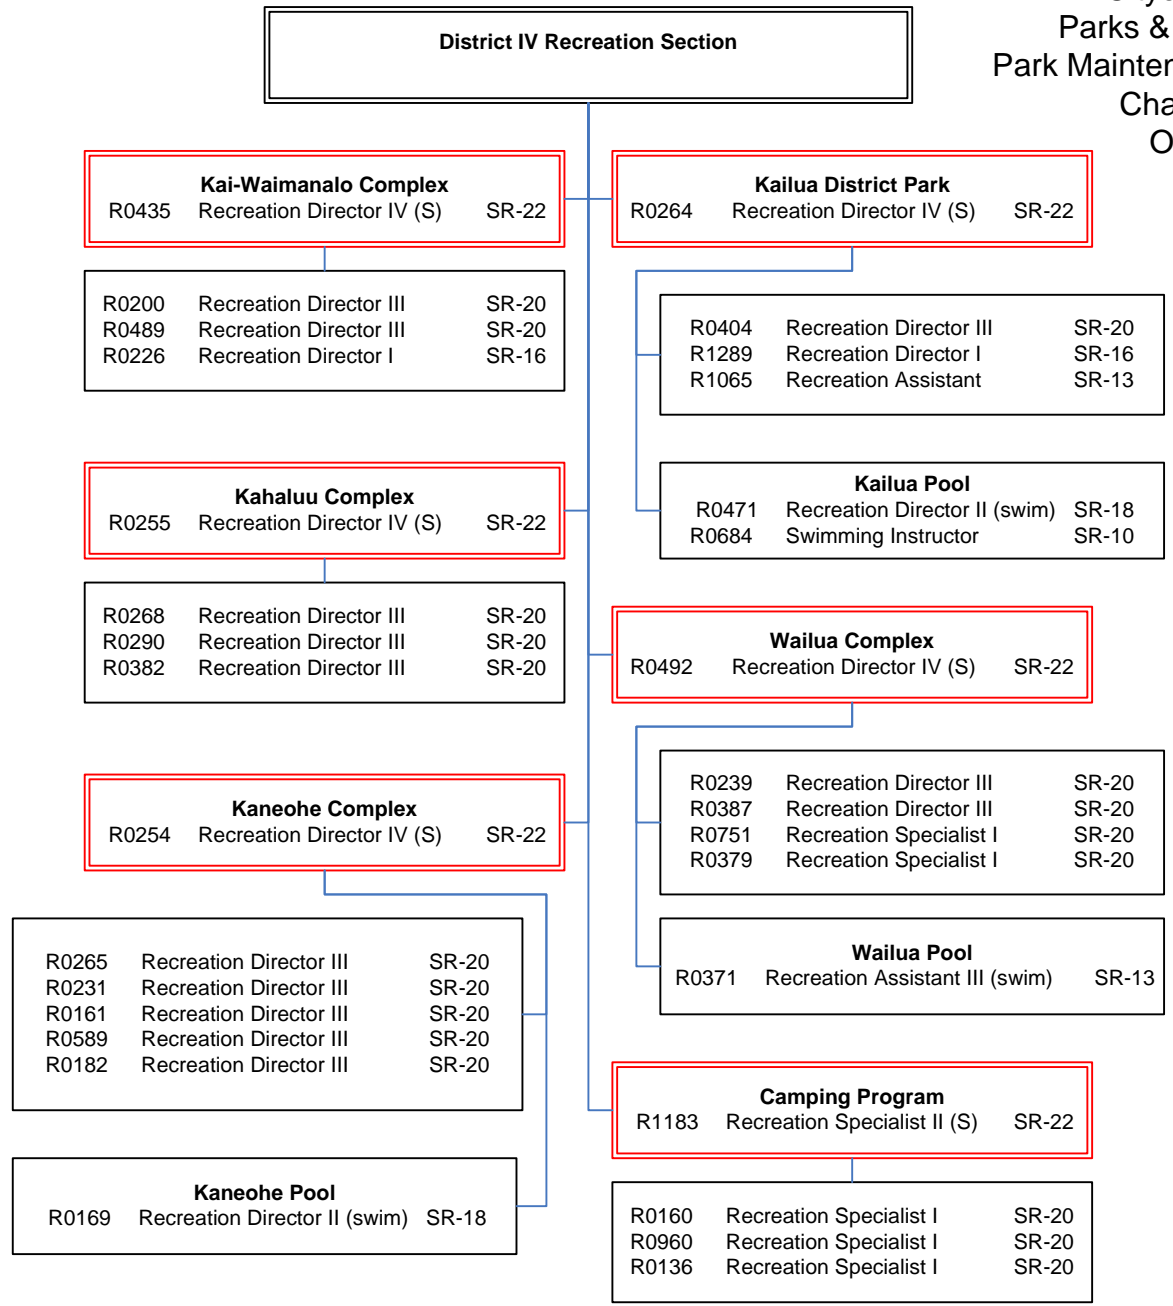 Parks &
Park
District IV Recreation Section
Kai-Waimanalo Complex
R0435 Recreation Director IV (S) SR-22
R0200 Recreation Director III SR-20
R0489 Recreation Director III SR-20
R0226 Recreation Director I SR-16
Kailua District Park
R0264 Recreation Director IV (S) SR-22
R0404 Recreation Director III SR-20
R1289 Recreation Director I SR-16
R1065 Recreation Assistant SR-13
Kailua Pool
R0471 Recreation Director II (swim) SR-18
R0684 Swimming Instructor SR-10
Kahaluu Complex
R0255 Recreation Director IV (S) SR-22
R0268 Recreation Director III SR-20
R0290 Recreation Director III SR-20
R0382 Recreation Director III SR-20
Wailua Complex
R0492 Recreation Director IV (S) SR-22
R0239 Recreation Director III SR-20
R0387 Recreation Director III SR-20
R0751 Recreation Specialist I SR-20
R0379 Recreation Specialist I SR-20
Wailua Pool
R0371 Recreation Assistant III (swim) SR-13
Kaneohe Complex
R0254 Recreation Director IV (S) SR-22
R0265 Recreation Director III SR-20
R0231 Recreation Director III SR-20
R0161 Recreation Director III SR-20
R0589 Recreation Director III SR-20
R0182 Recreation Director III SR-20
Kaneohe Pool
R0169 Recreation Director II (swim) SR-18
Camping Program
R1183 Recreation Specialist II (S) SR-22
R0160 Recreation Specialist I SR-20
R0960 Recreation Specialist I SR-20
R0136 Recreation Specialist I SR-20